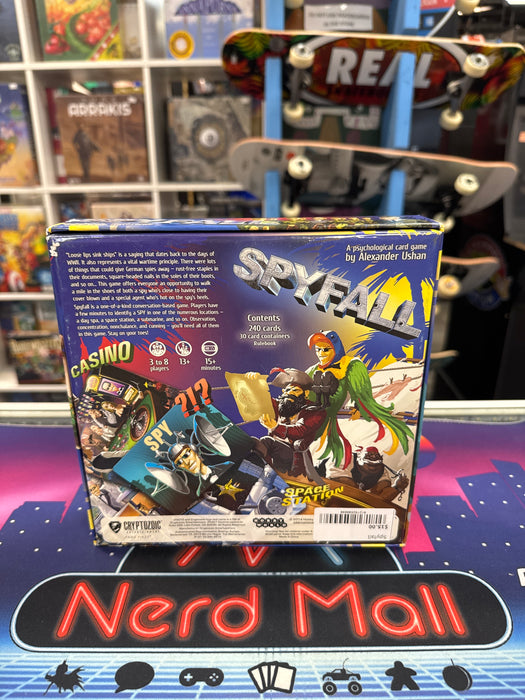 REAL
ARRAKIS
"Loose lips sink ships" is a saying that dates back to the days of
WWII. It also represents a vital wartime principle. There were lots
of things that could give German spies away – rust-free staples in
their documents, square-headed nails in the soles of their boots,
and so on... This game offers everyone an opportunity to walk
a mile in the shoes of both a spy who's close to having their
cover blown and a special agent who's hot on the spy's heels.
Spyfall is a one-of-a-kind conversation-based game. Players have
a few minutes to identify a SPY in one of the numerous locations –
a day spa, a space station, a submarine, and so on. Observation,
concentration, nonchalance, and cunning – you'll need all of them
in this game. Stay on your toes!
A psychological card game
by Alexander Ushan
SPYFALL
Contents
240 cards
30 card containers
Rulebook
CASINO
3 to 8
players
13+
15+
minutes
SPY
?!?
SPACE
STATION
CRYPTOZOIC
ENTERTAINMENT
Spyfall
$15.00
Nerd Mall